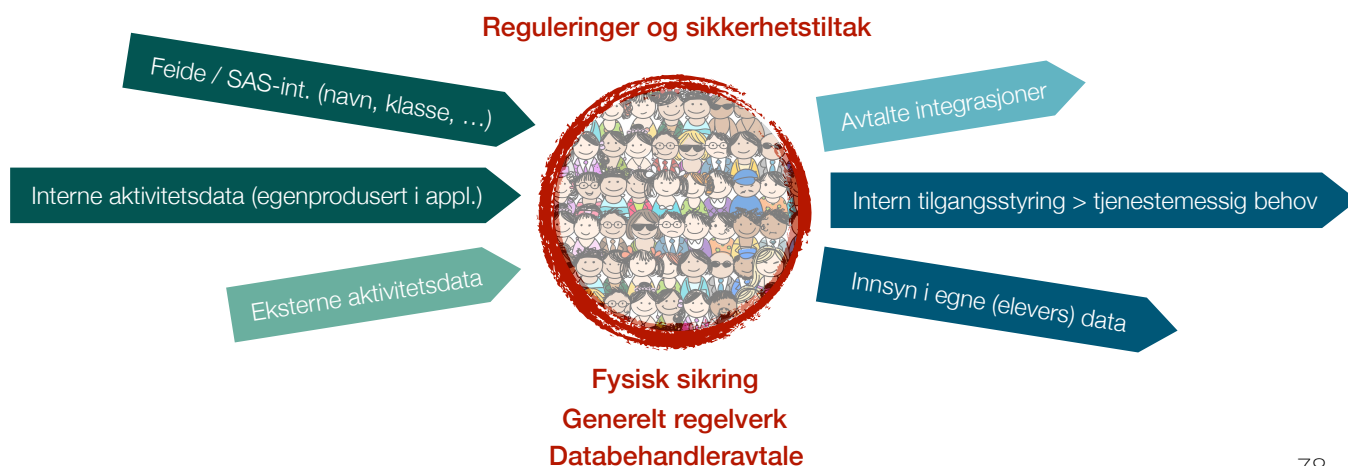 Reguleringer og sikkerhetstiltak
Feide / SAS-int. (navn, klasse, …)
Interne aktivitetsdata (egenprodusert i appl.)
Eksterne aktivitetsdata
Avtalte integrasjoner
Intern tilgangsstyring > tjenestemessig behov
Innsyn i egne (elevers) data
Fysisk sikring
Generelt regelverk
Databehandleravtale